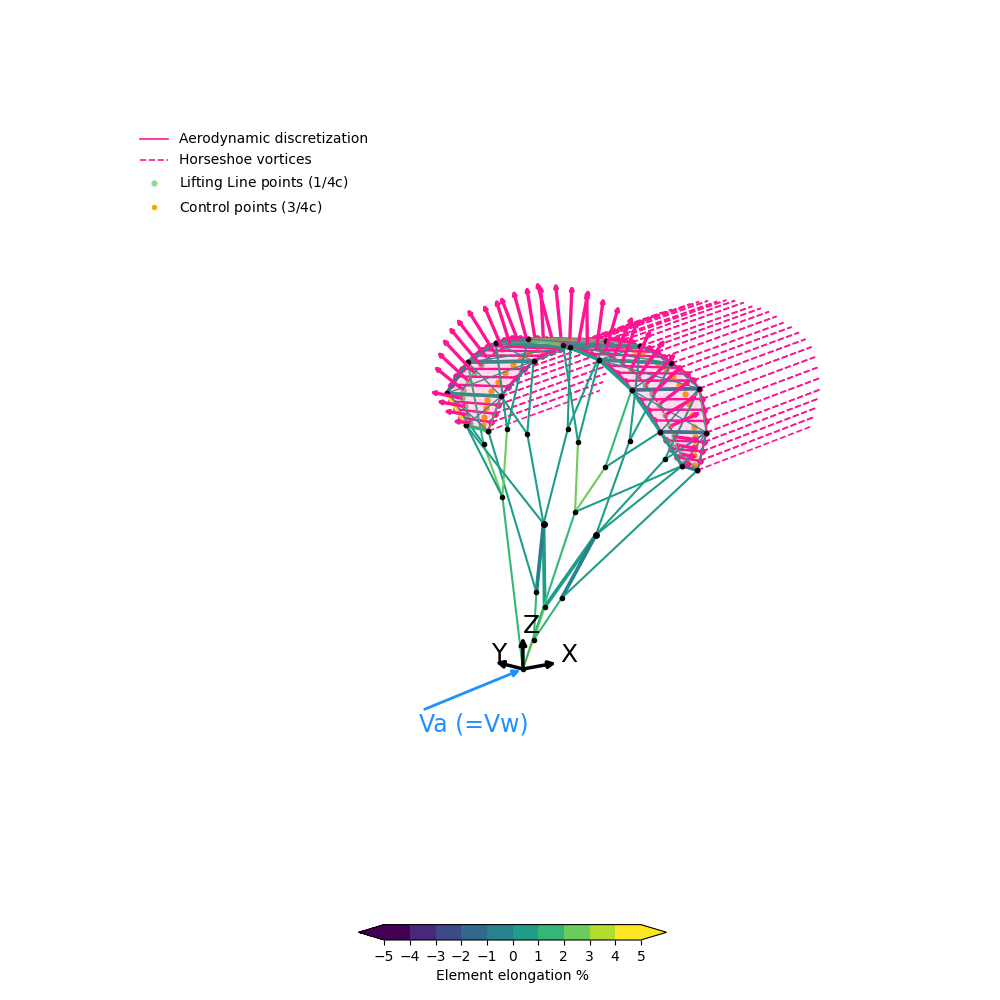 Aerodynamic discretization
Horseshoe vortices
Lifting Line points (1/4c)
Control points (3/4c)
Z
Y
X
Va (=Vw)
−5 −4 −3 −2 −1 0 1 2 3 4 5
Element elongation %